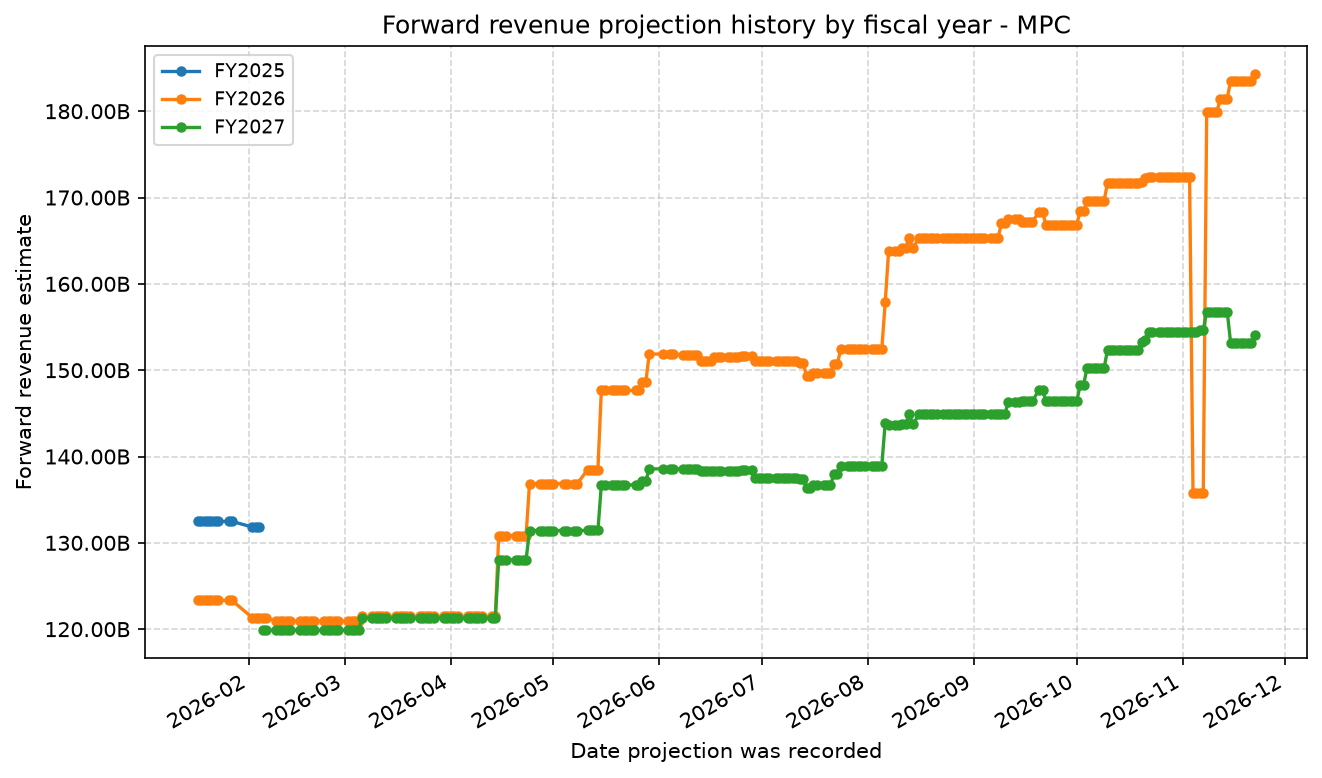 Forward revenue projection history by fiscal year - MPC
FY2025
FY2026
FY2027
180.00B
170.00B
160.00B
150.00B
140.00B
130.00B
120.00B
Forward revenue estimate
2026-02
2026-03
2026-04
2026-05
2026-06
2026-07
2026-08
2026-09
2026-10
2026-11
2026-12
Date projection was recorded